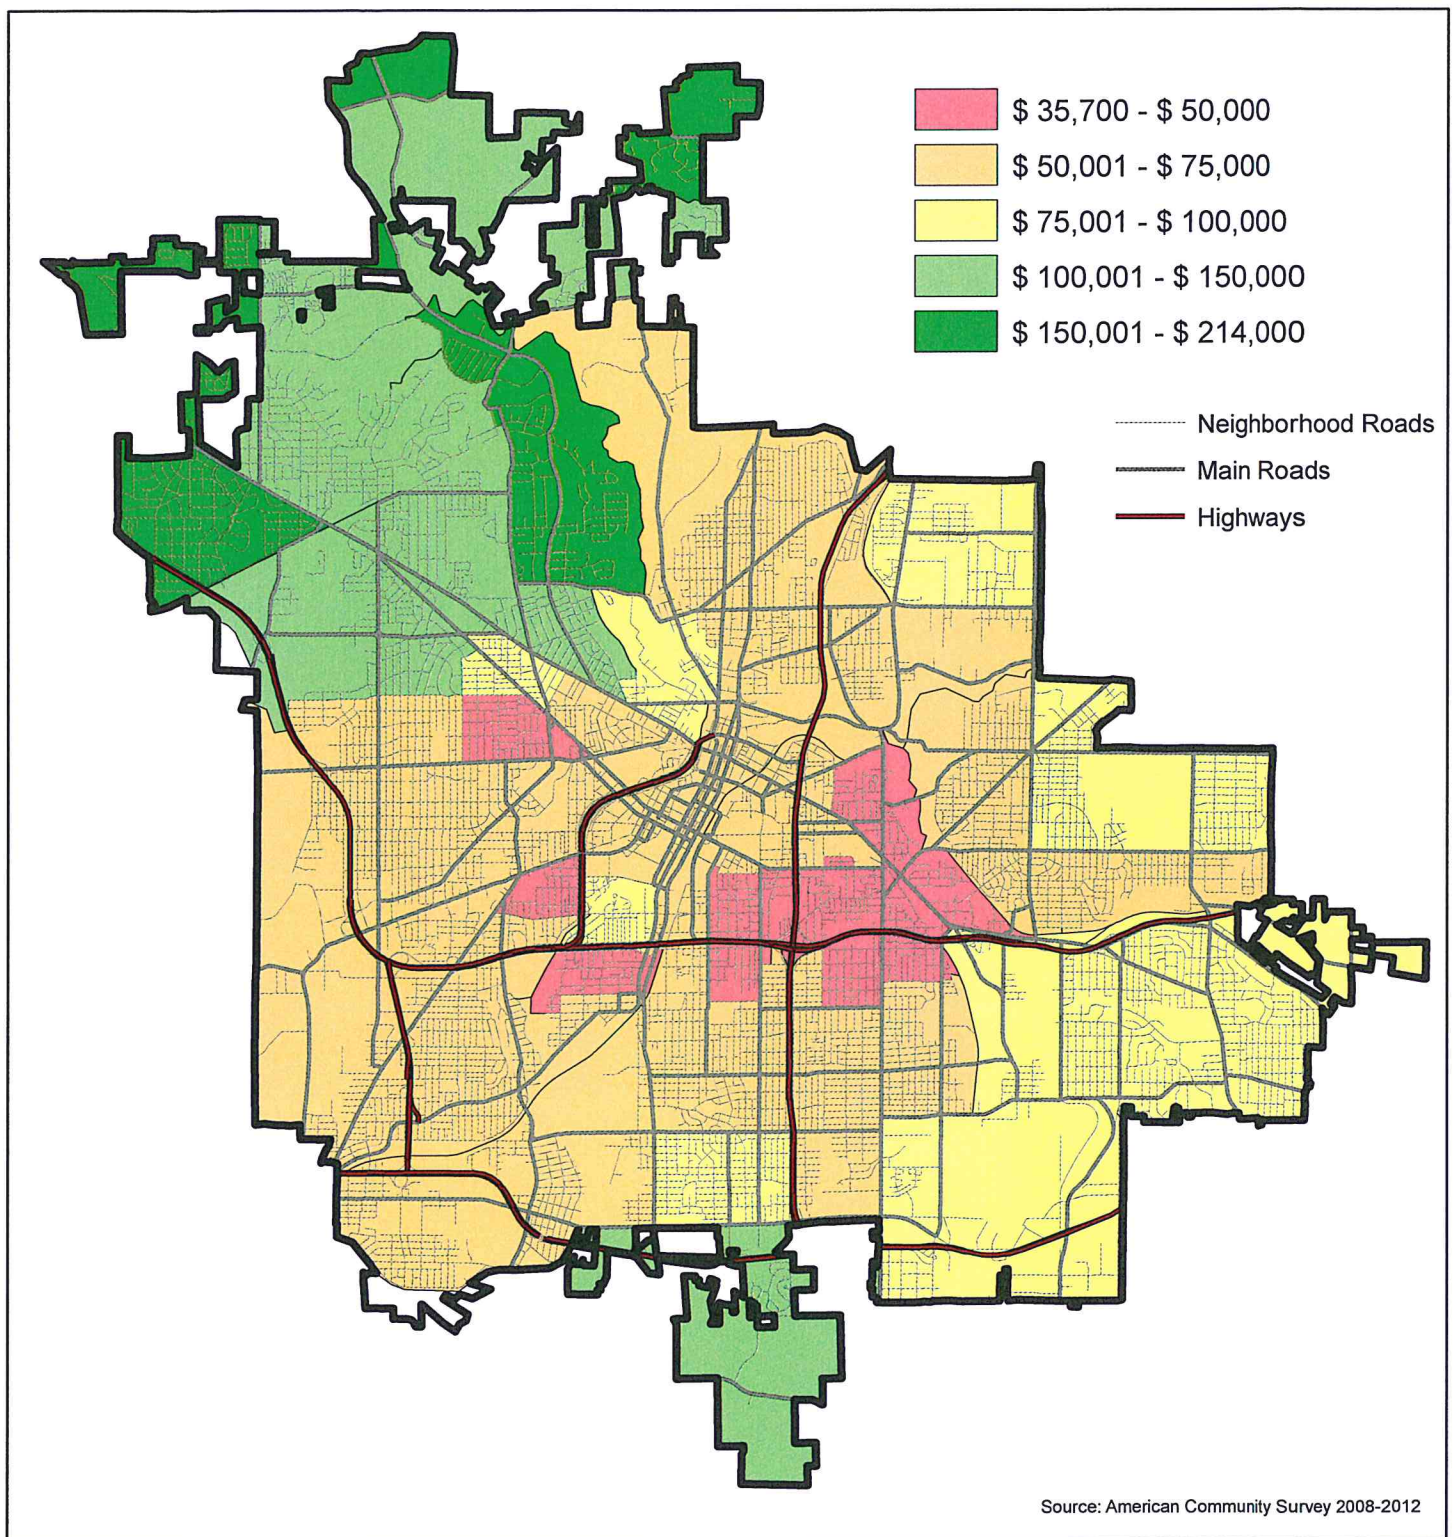 $ 35,700 - $ 50,000
$ 50,001 - $ 75,000
$ 75,001 - $ 100,000
$ 100,001 - $ 150,000
$ 150,001 - $ 214,000
Neighborhood Roads
Main Roads
Highways
Source: American Community Survey 2008-2012